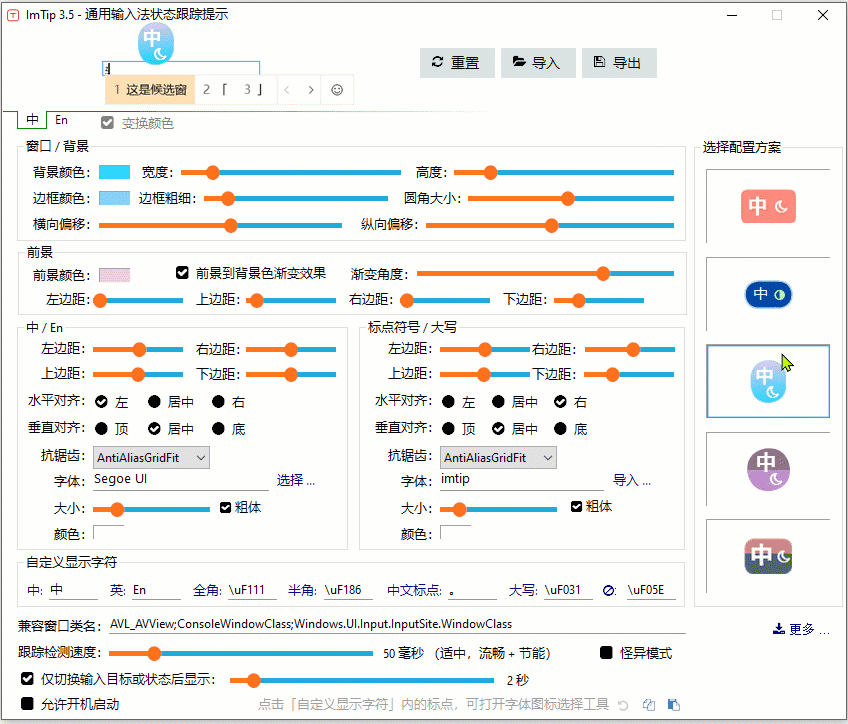 ImTip 3.5 - 通用输入法状态跟踪提示
中
1 这是候选窗 2 「 3 」
重置 导入 导出
中 En 变换颜色
窗口 / 背景
背景颜色： 宽度： 高度：
边框颜色： 边框粗细： 圆角大小：
横向偏移： 纵向偏移：
前景
前景颜色： 前景到背景色渐变效果 渐变角度：
左边距： 上边距： 右边距： 下边距：
中 / En
左边距： 右边距：
上边距： 下边距：
水平对齐： 左 居中 右
垂直对齐： 顶 居中 底
抗锯齿： AntiAliasGridFit
字体： Segoe UI 选择 ...
大小： 粗体
颜色：
标点符号 / 大写
左边距： 右边距：
上边距： 下边距：
水平对齐： 左 居中 右
垂直对齐： 顶 居中 底
抗锯齿： AntiAliasGridFit
字体： imtip 导入 ...
大小： 粗体
颜色：
自定义显示字符
中: 中 英: En 全角: \uF111 半角: \uF186 中文标点: 。 大写: \uF031 \uF05E
兼容窗口类名： AVL_AVView;ConsoleWindowClass;Windows.UI.Input.InputSite.WindowClass
跟踪检测速度： 50 毫秒 （适中，流畅 + 节能） 怪异模式
仅切换输入目标或状态后显示： 2 秒
允许开机启动 点击「自定义显示字符」内的标点，可打开字体图标选择工具
选择配置方案
中
中
中
中
中
更多 ...